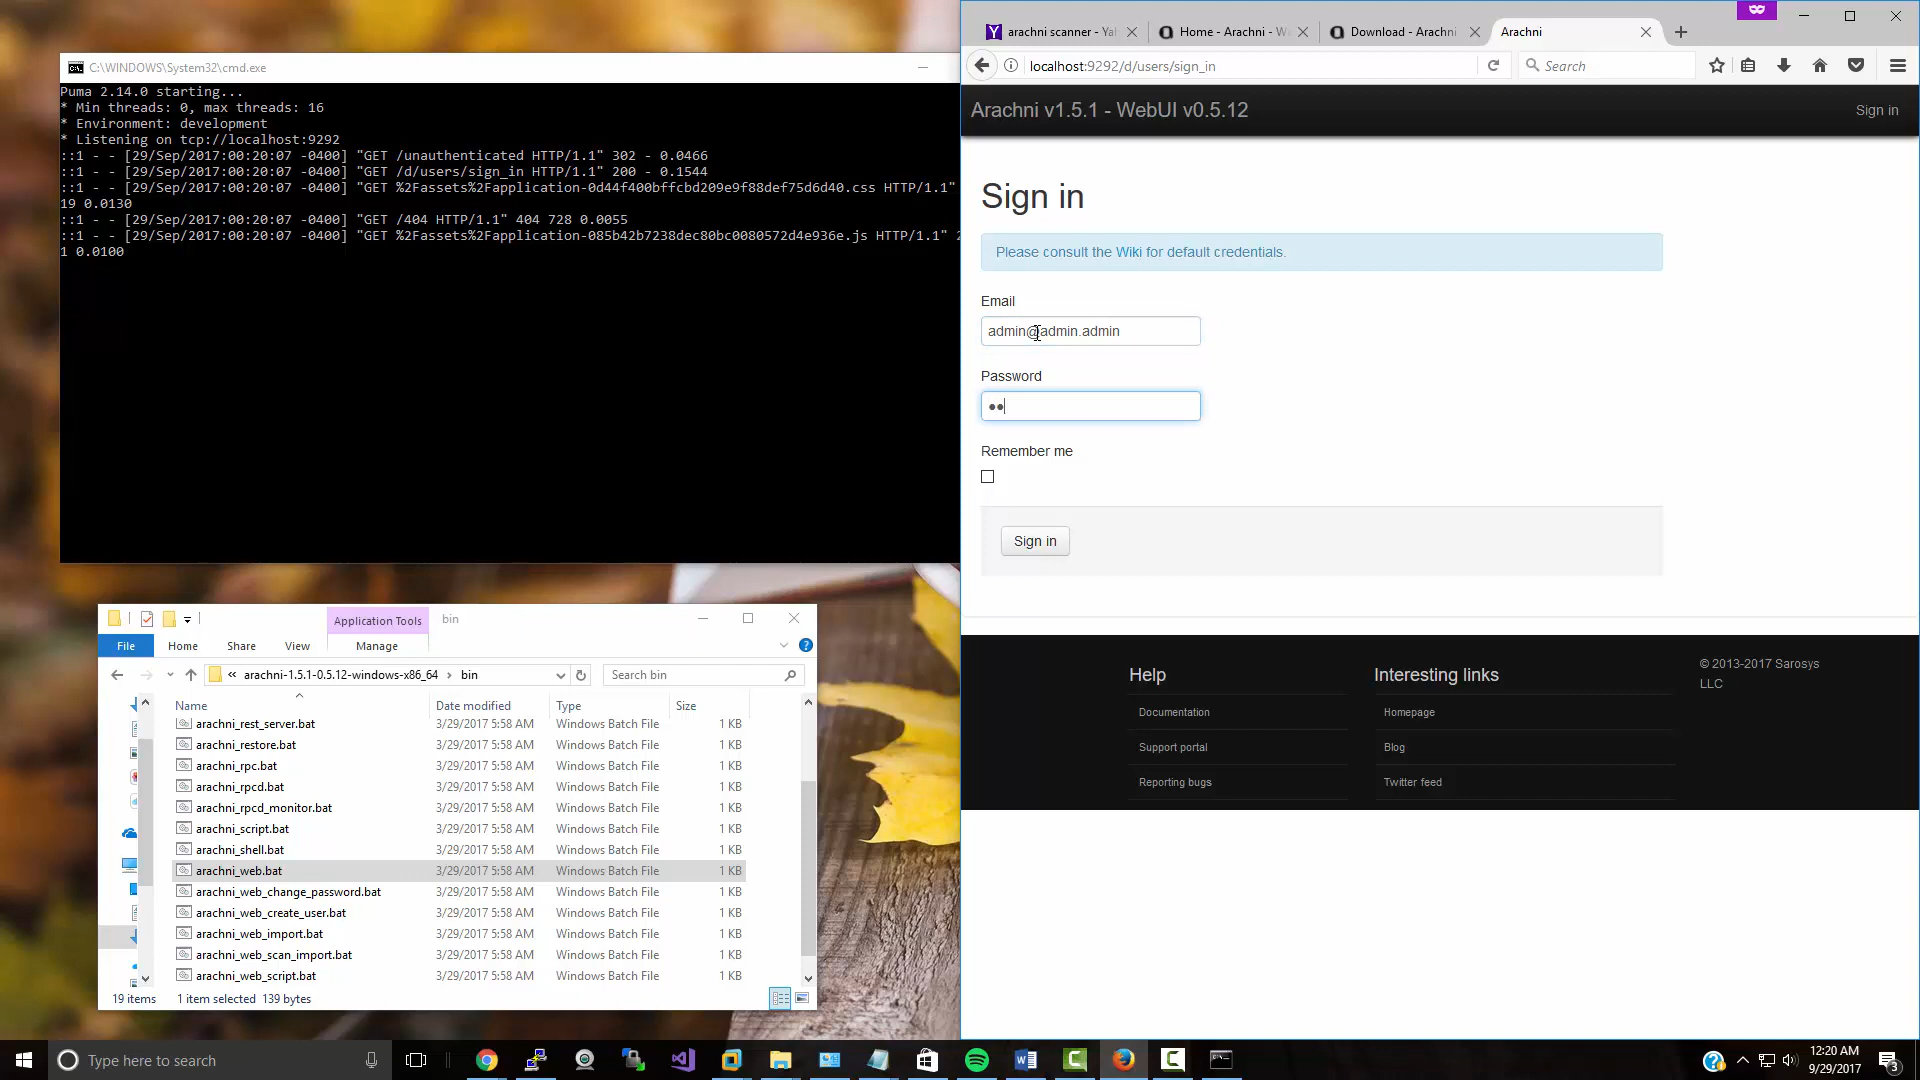 C:\WINDOWS\System32\cmd.exe
Puma 2.14.0 starting...
* Min threads: 0, max threads: 16
* Environment: development
* Listening on tcp://localhost:9292
::1 - - [29/Sep/2017:00:20:07 -0400] "GET /unauthenticated HTTP/1.1" 302 - 0.0466
::1 - - [29/Sep/2017:00:20:07 -0400] "GET /d/users/sign_in HTTP/1.1" 200 - 0.1544
::1 - - [29/Sep/2017:00:20:07 -0400] "GET %2Fassets%2Fapplication-0d44f400bffcbd209e9f88def75d6d40.css HTTP/1.1"
19 0.0130
::1 - - [29/Sep/2017:00:20:07 -0400] "GET /404 HTTP/1.1" 404 728 0.0055
::1 - - [29/Sep/2017:00:20:07 -0400] "GET %2Fassets%2Fapplication-085b42b7238dec80bc0080572d4e936e.js HTTP/1.1" 2
1 0.0100
Application Tools bin
File Home Share View Manage
« arachni-1.5.1-0.5.12-windows-x86_64 > bin Search bin
Name Date modified Type Size
arachni_rest_server.bat 3/29/2017 5:58 AM Windows Batch File 1 KB
arachni_restore.bat 3/29/2017 5:58 AM Windows Batch File 1 KB
arachni_rpc.bat 3/29/2017 5:58 AM Windows Batch File 1 KB
arachni_rpcd.bat 3/29/2017 5:58 AM Windows Batch File 1 KB
arachni_rpcd_monitor.bat 3/29/2017 5:58 AM Windows Batch File 1 KB
arachni_script.bat 3/29/2017 5:58 AM Windows Batch File 1 KB
arachni_shell.bat 3/29/2017 5:58 AM Windows Batch File 1 KB
arachni_web.bat 3/29/2017 5:58 AM Windows Batch File 1 KB
arachni_web_change_password.bat 3/29/2017 5:58 AM Windows Batch File 1 KB
arachni_web_create_user.bat 3/29/2017 5:58 AM Windows Batch File 1 KB
arachni_web_import.bat 3/29/2017 5:58 AM Windows Batch File 1 KB
arachni_web_scan_import.bat 3/29/2017 5:58 AM Windows Batch File 1 KB
arachni_web_script.bat 3/29/2017 5:58 AM Windows Batch File 1 KB
19 items 1 item selected 139 bytes
arachni scanner - Ya Home - Arachni - W Download - Arachni Arachni
localhost:9292/d/users/sign_in Search
Arachni v1.5.1 - WebUI v0.5.12 Sign in
Sign in
Please consult the Wiki for default credentials.
Email
admin@admin.admin
Password
Remember me
Sign in
Help
Documentation
Support portal
Reporting bugs
Interesting links
Homepage
Blog
Twitter feed
© 2013-2017 Sarosys
LLC
Type here to search
12:20 AM
9/29/2017
3